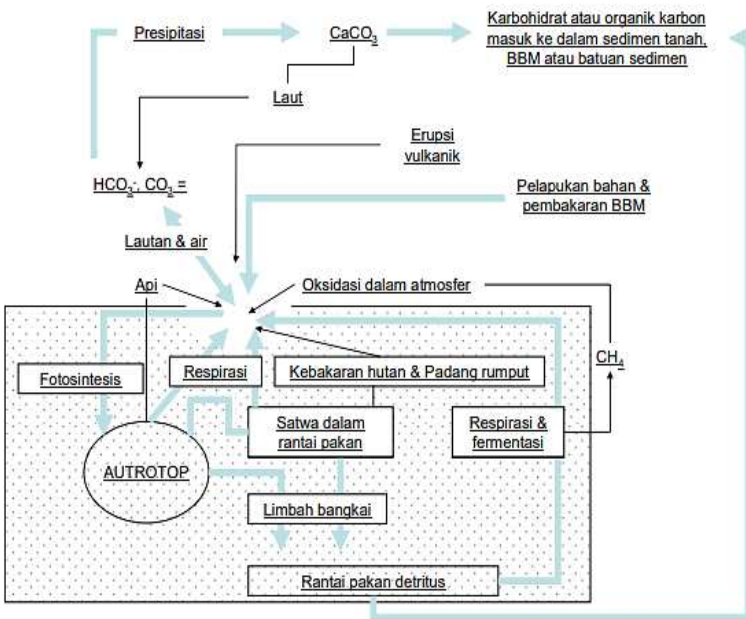 Presipitasi
CaCO₃
Karbohidrat atau organik karbon
masuk ke dalam sedimen tanah,
BBM atau batuan sedimen
Laut
Erupsi
vulkanik
HCO₃⁻, CO₃ =
Pelapukan bahan &
pembakaran BBM
Lautan & air
Api
Oksidasi dalam atmosfer
CH₄
Fotosintesis
Respirasi
Kebakaran hutan & Padang rumput
Satwa dalam
rantai pakan
Respirasi &
fermentasi
AUTROTOP
Limbah bangkai
Rantai pakan detritus